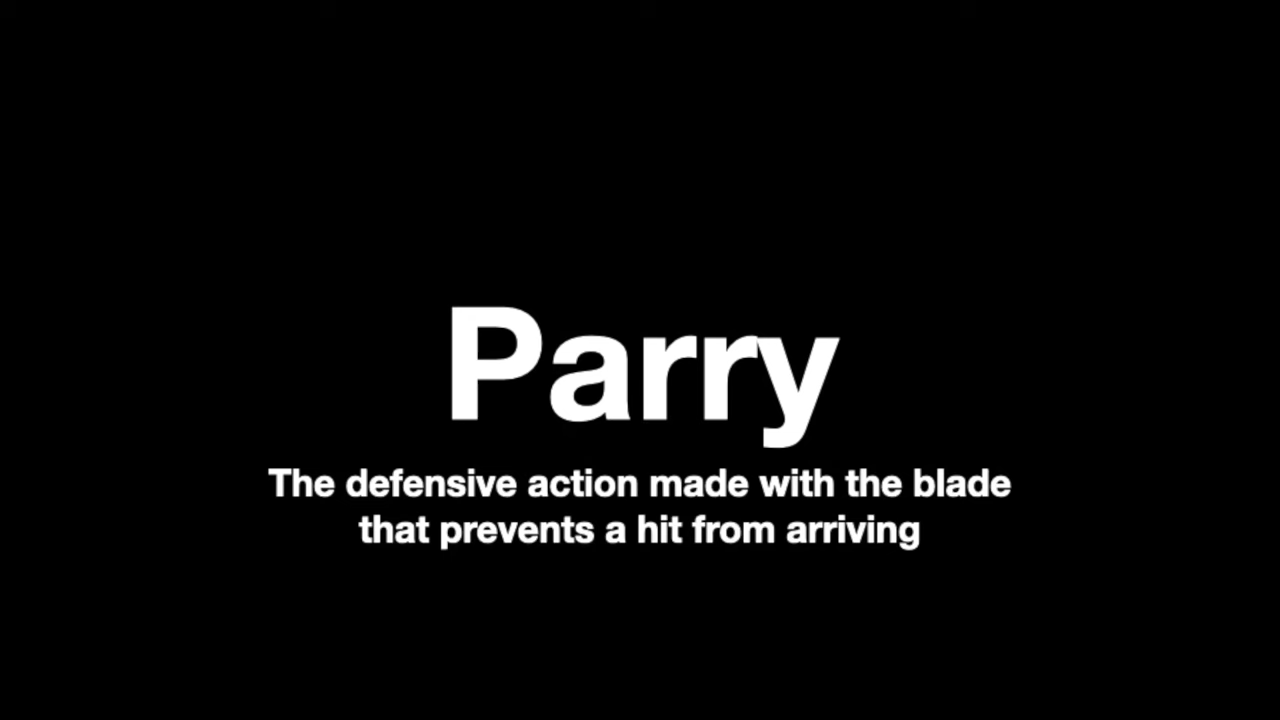 Parry
The defensive action made with the blade
that prevents a hit from arriving